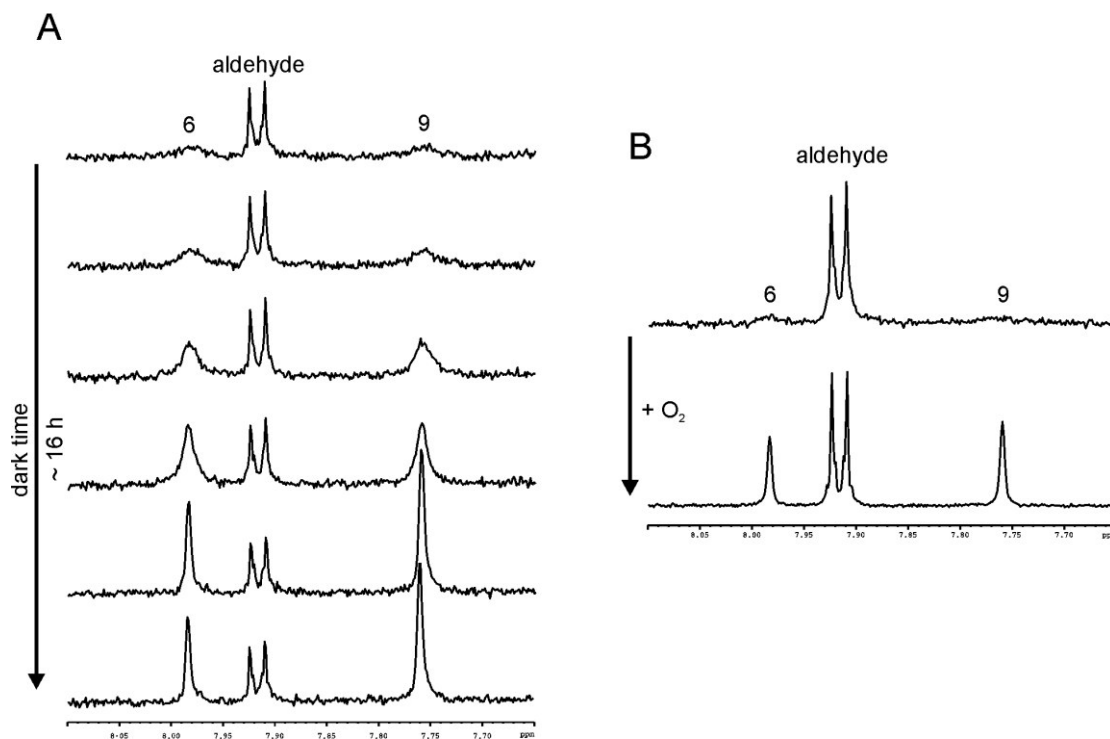 A
aldehyde
6
9
dark time
~ 16 h
8.05 8.00 7.95 7.90 7.85 7.80 7.75 7.70 ppm
B
aldehyde
6
9
+ O₂
8.05 8.00 7.95 7.90 7.85 7.80 7.75 7.70